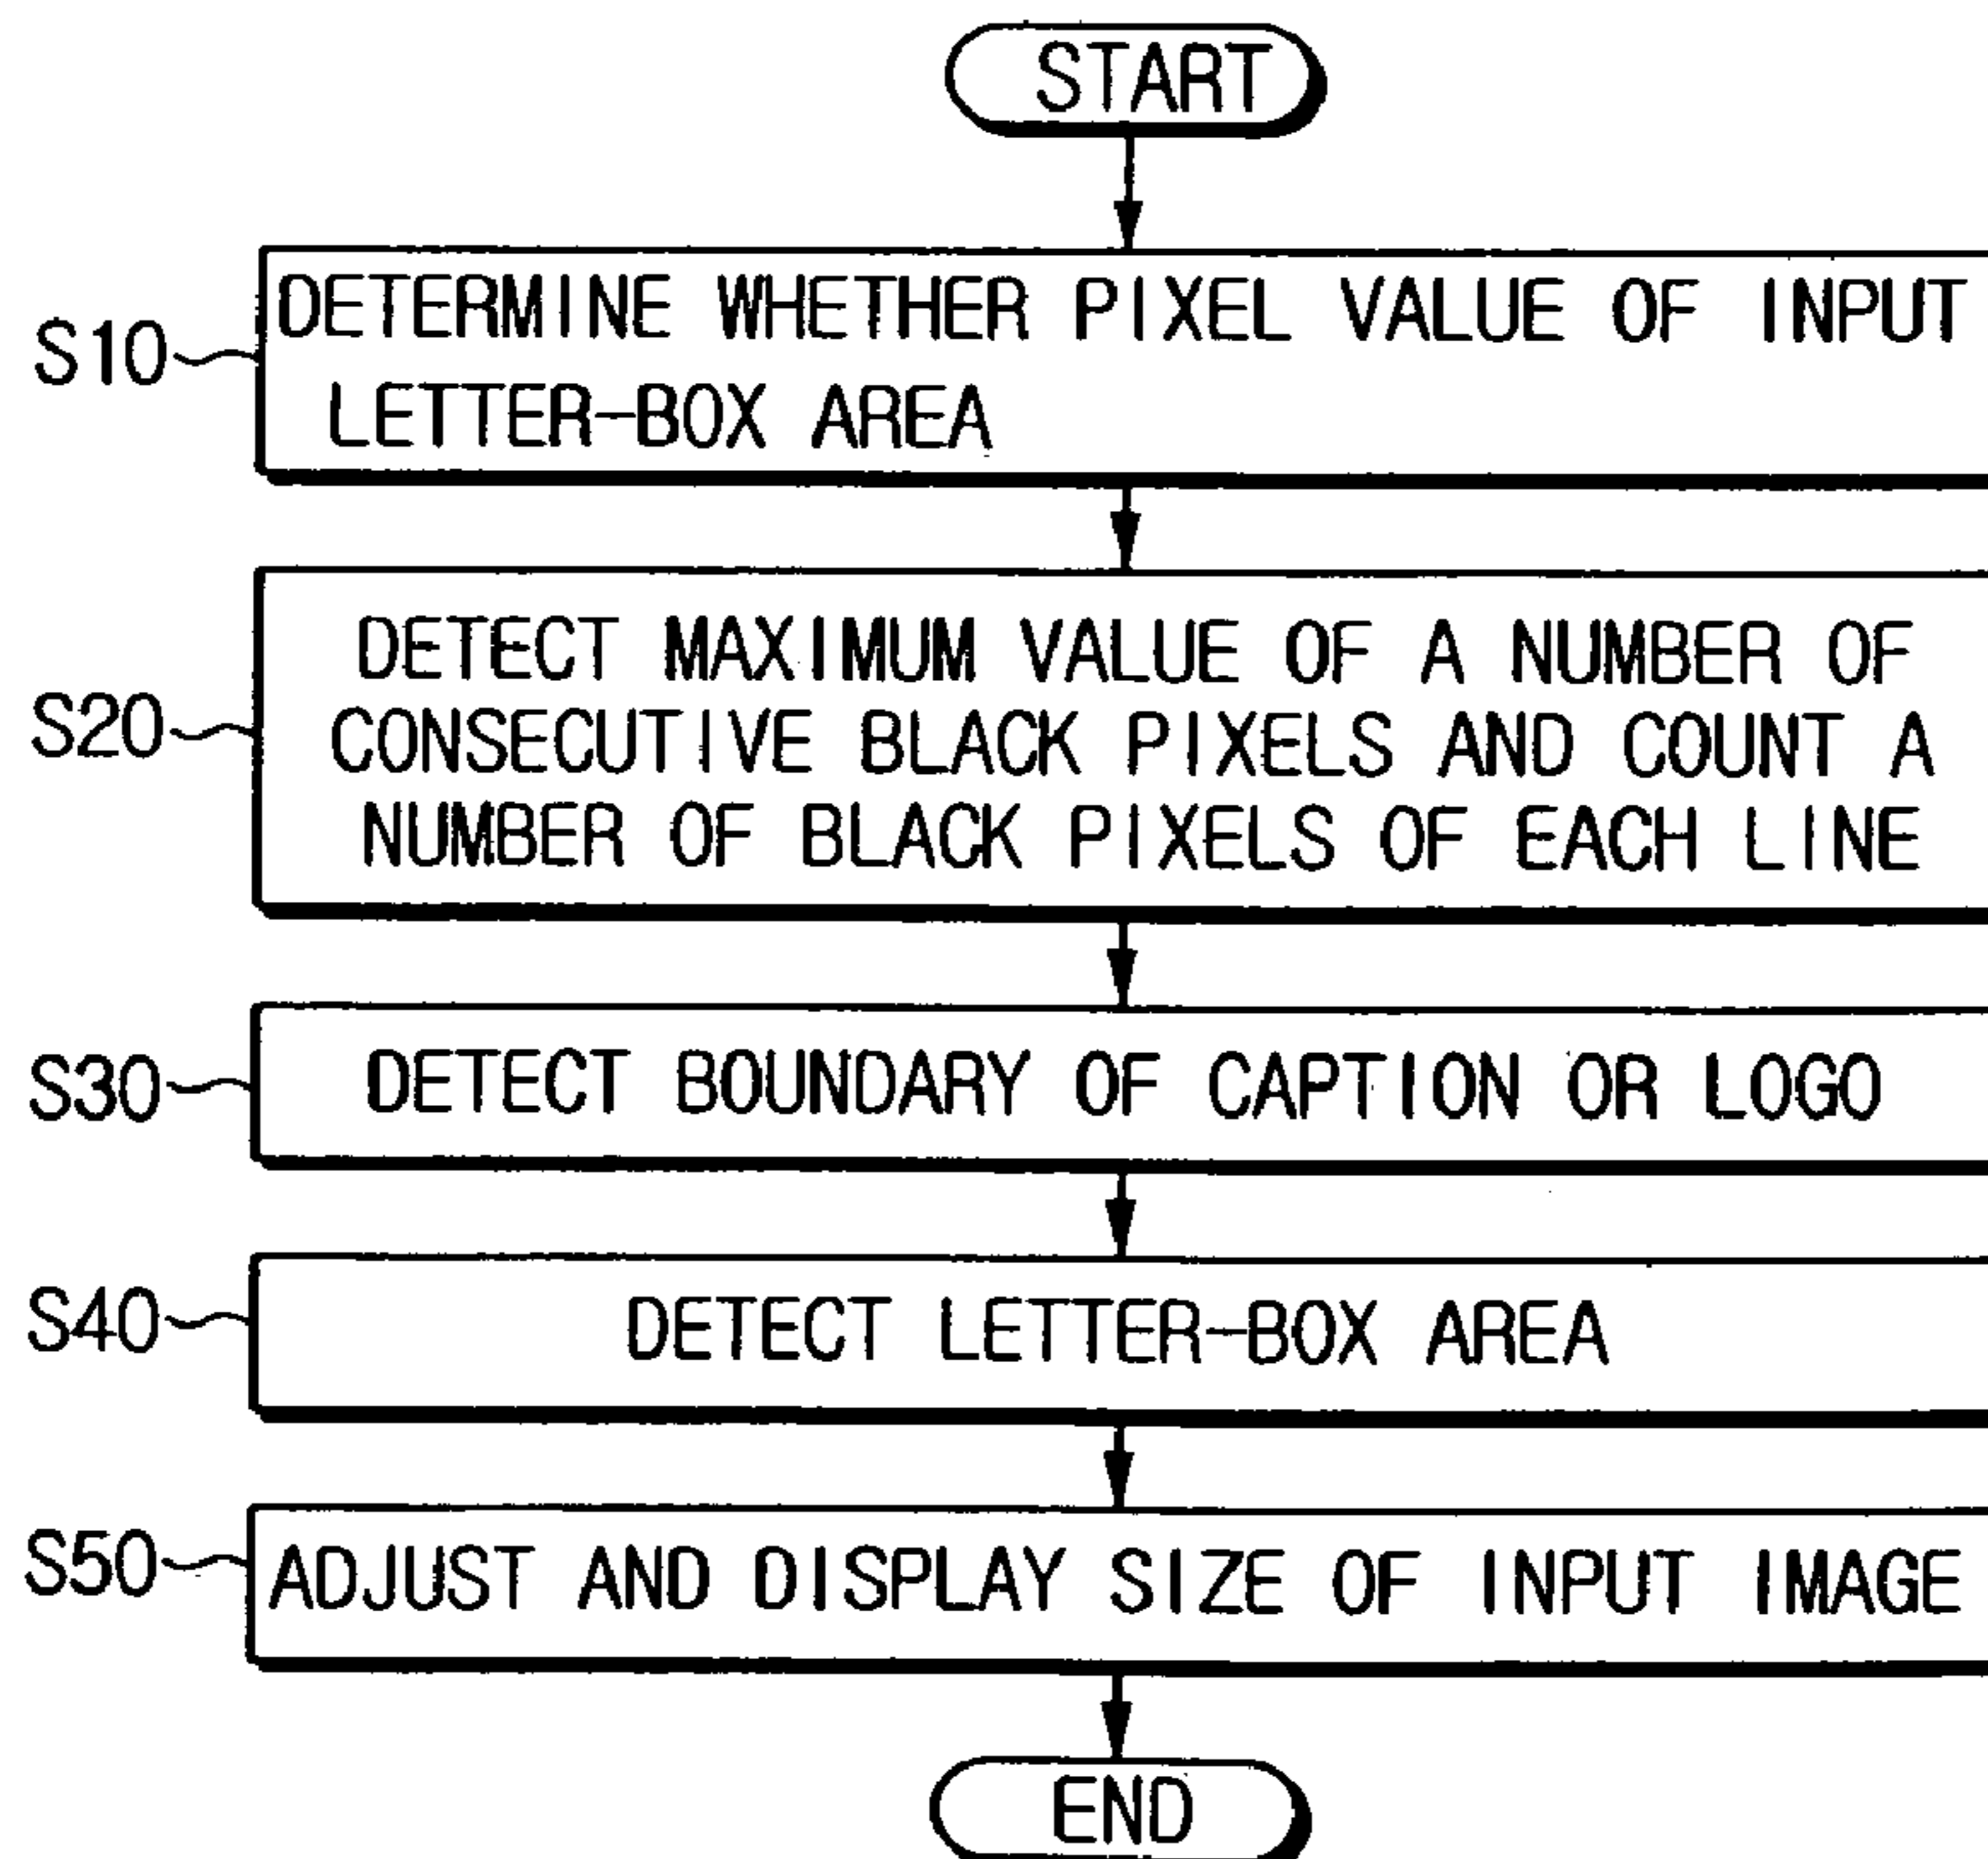 START
S10
DETERMINE WHETHER PIXEL VALUE OF INPUT
LETTER-BOX AREA
S20
DETECT MAXIMUM VALUE OF A NUMBER OF
CONSECUTIVE BLACK PIXELS AND COUNT A
NUMBER OF BLACK PIXELS OF EACH LINE
S30
DETECT BOUNDARY OF CAPTION OR LOGO
S40
DETECT LETTER-BOX AREA
S50
ADJUST AND DISPLAY SIZE OF INPUT IMAGE
END